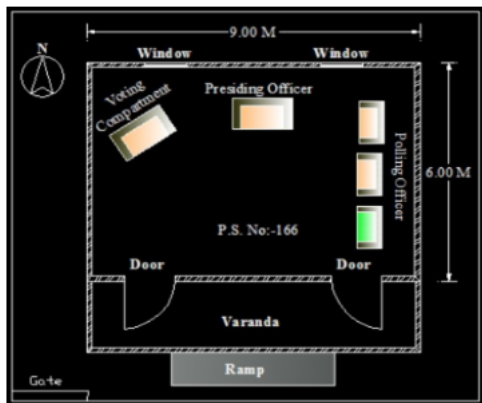 9.00 M
N
Window
Window
Voting
Compartment
Presiding Officer
Polling Officer
6.00 M
P.S. No:-166
Door
Door
Varanda
Ramp
Gate